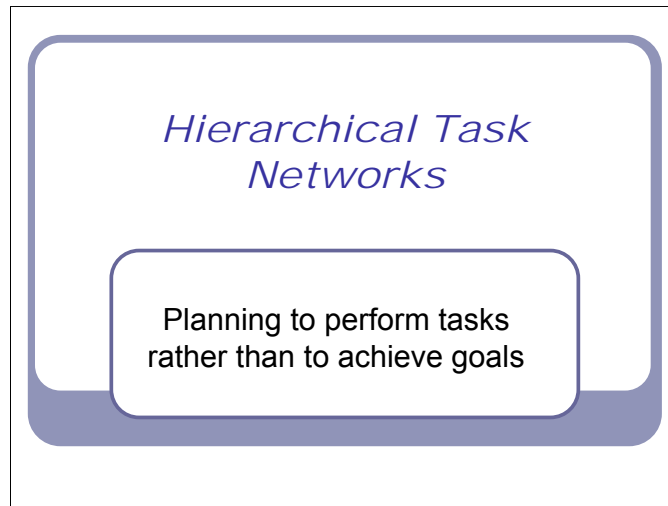 Hierarchical Task
Networks
Planning to perform tasks
rather than to achieve goals